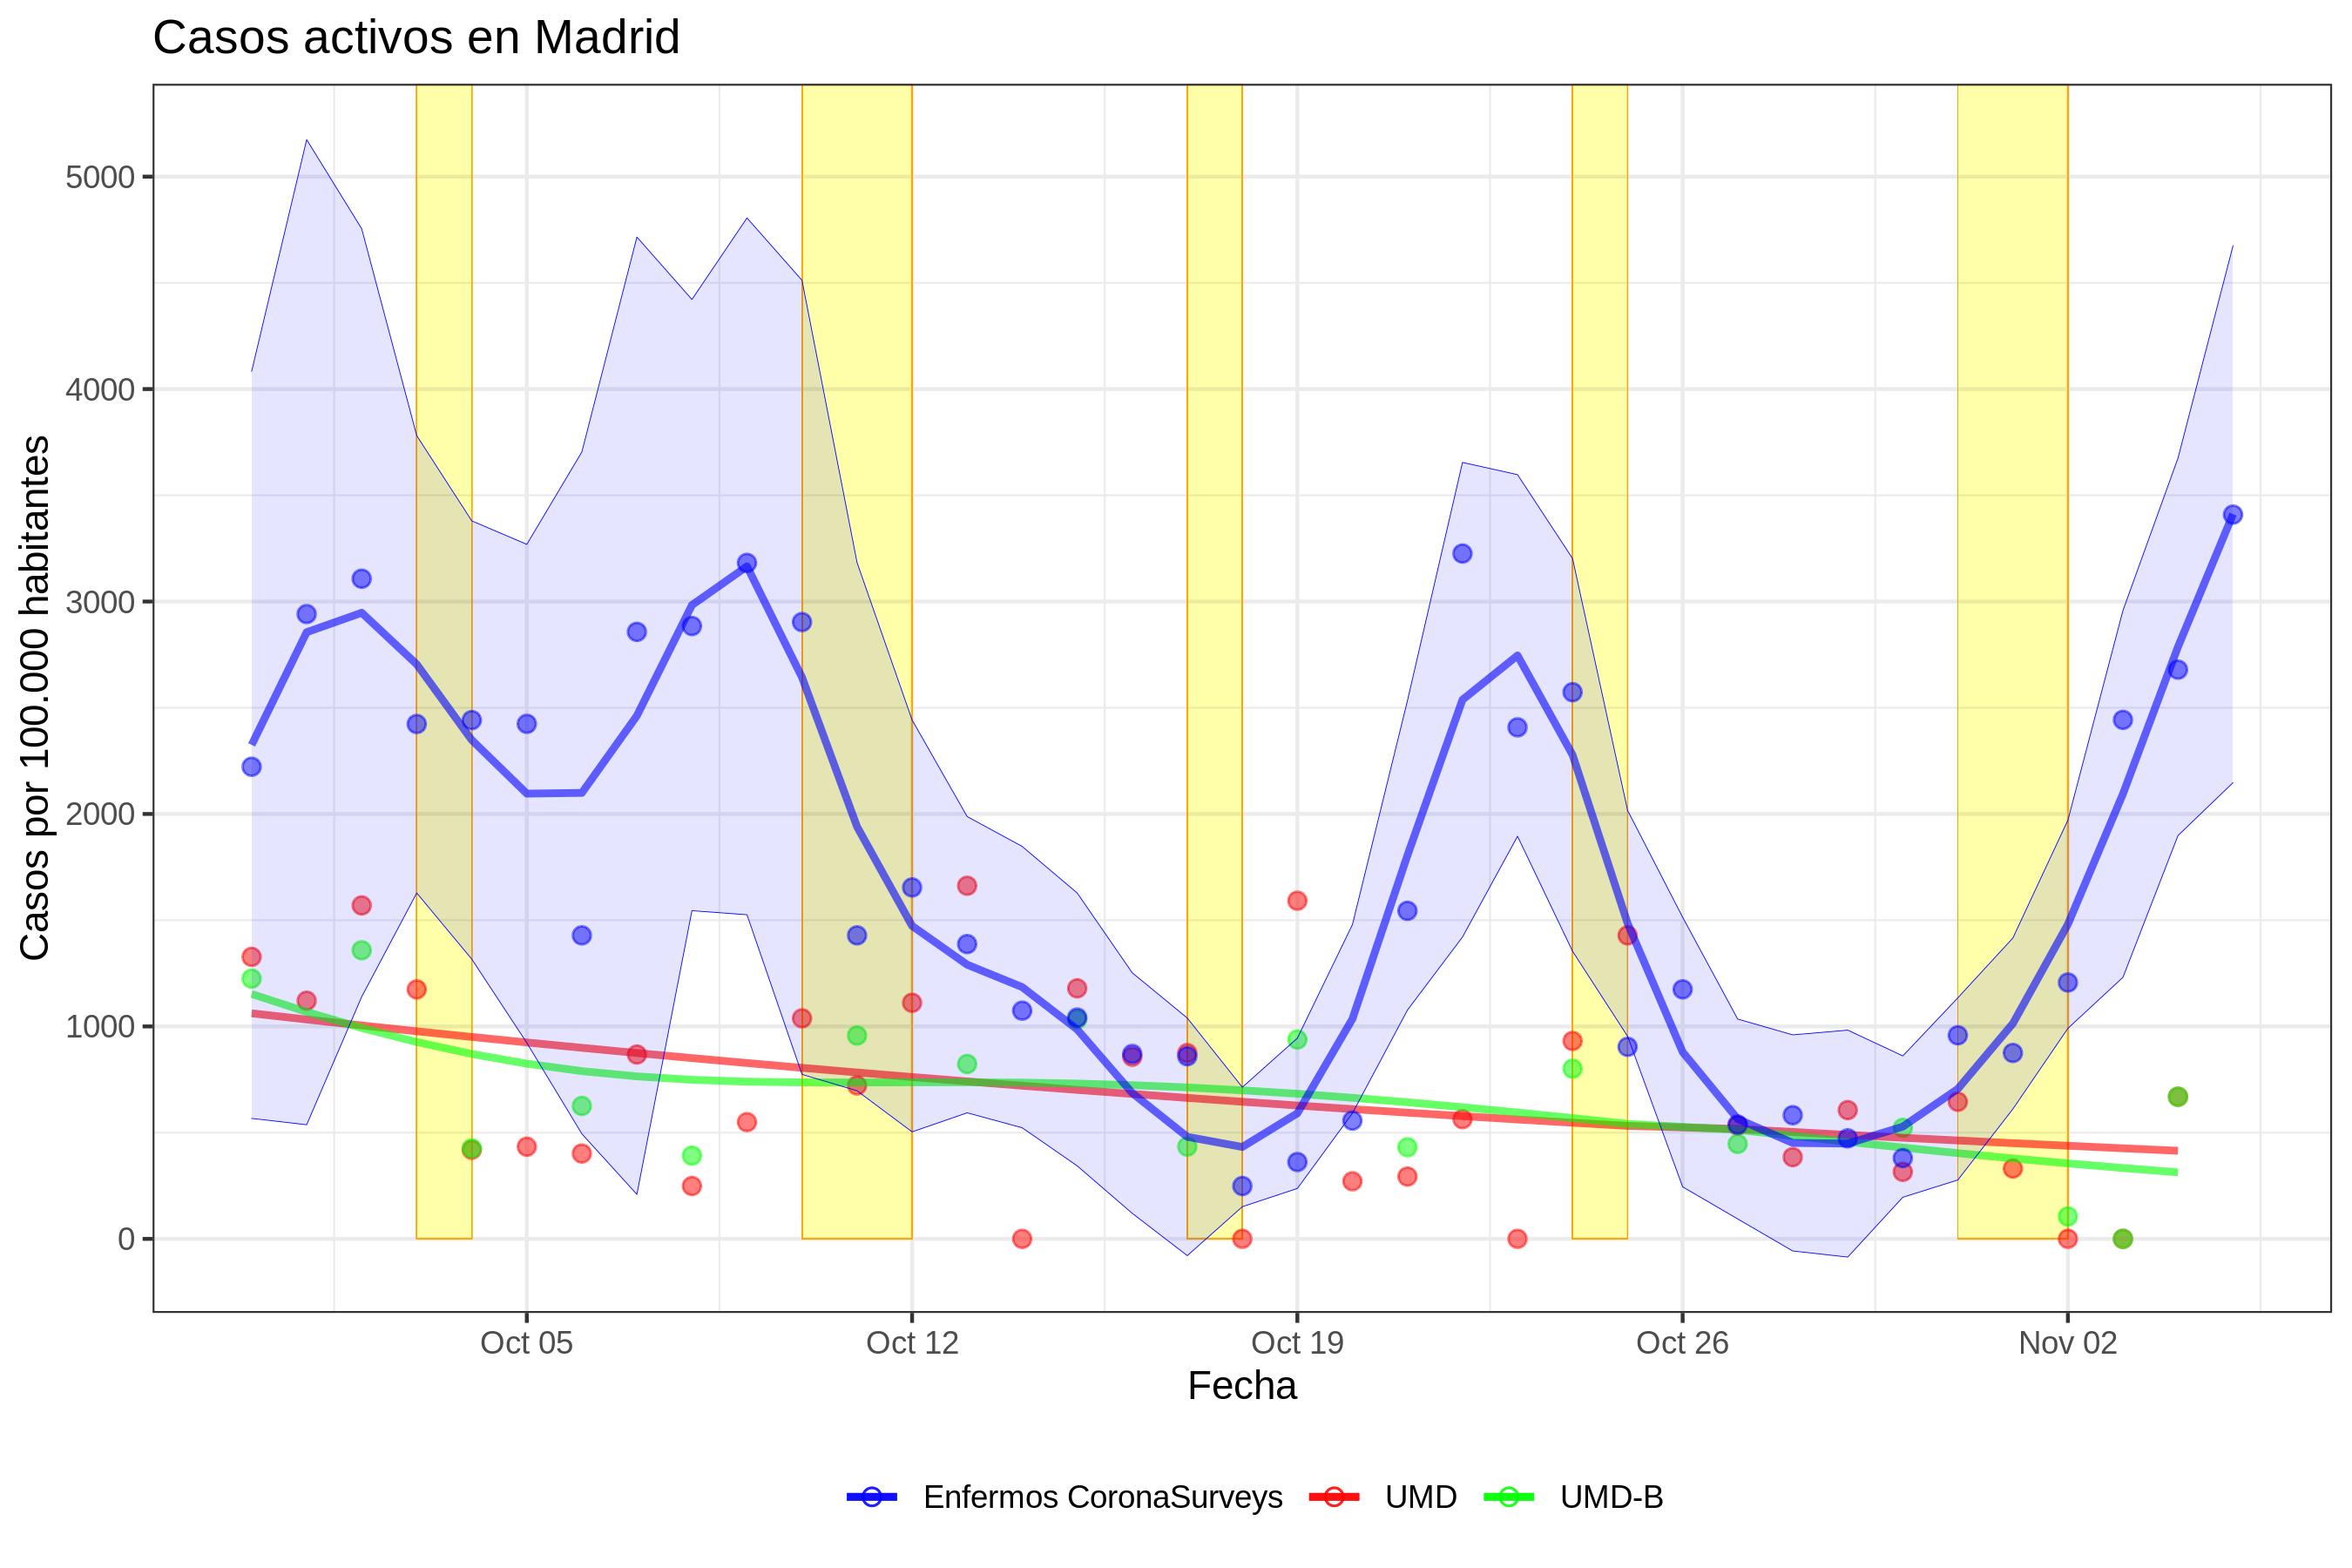 Casos activos en Madrid
Casos por 100.000 habitantes
5000
4000
3000
2000
1000
0
Oct 05 Oct 12 Oct 19 Oct 26 Nov 02
Fecha
Enfermos CoronaSurveys UMD UMD-B